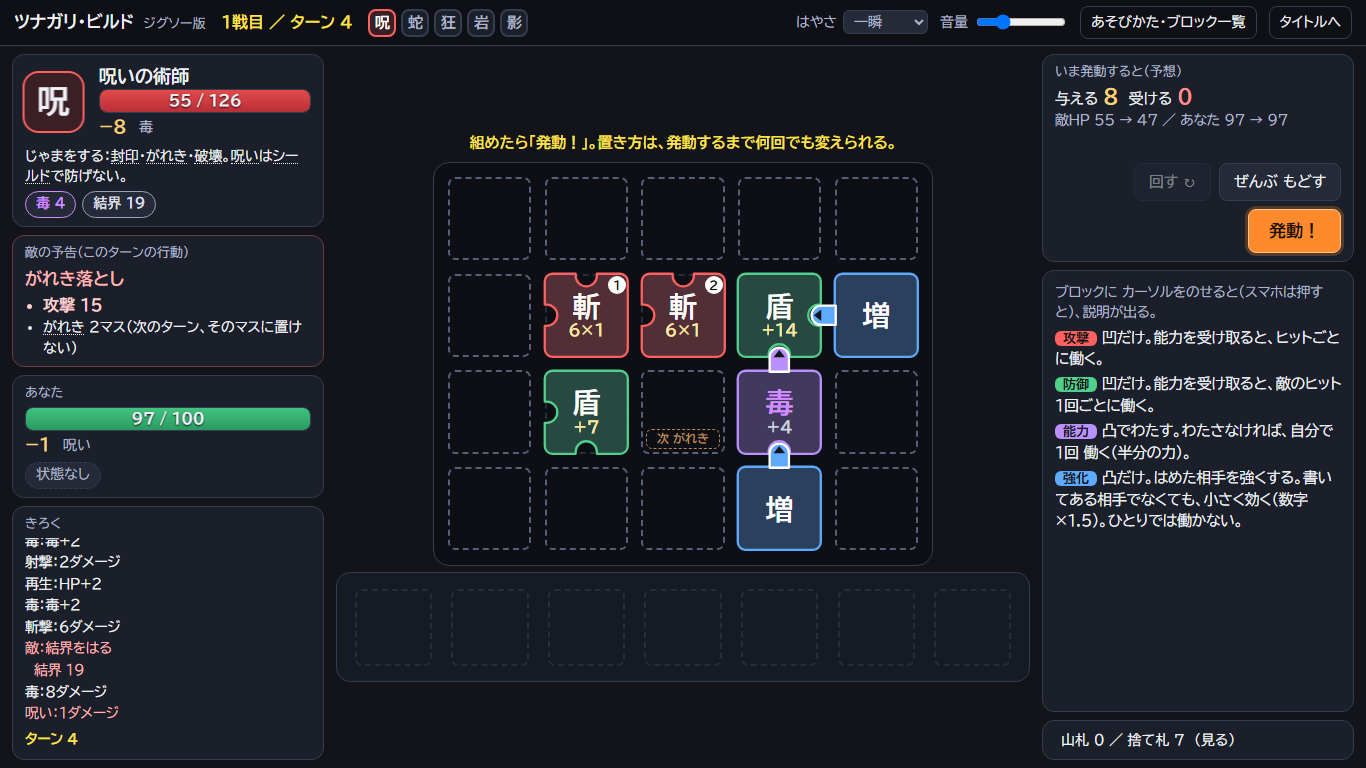 ツナガリ・ビルド ジグソー版 1戦目 ／ ターン 4 呪 蛇 狂 岩 影 はやさ 一瞬 音量 あそびかた・ブロック一覧 タイトルへ
呪
呪いの術師
55 / 126
−8 毒
じゃまをする：封印・がれき・破壊。呪いはシー
ルドで防げない。
毒 4 結界 19
敵の予告（このターンの行動）
がれき落とし
• 攻撃 15
• がれき 2マス（次のターン、そのマスに置け
ない）
あなた
97 / 100
−1 呪い
状態なし
きろく
毒：毒+2
射撃：2ダメージ
再生：HP+2
毒：毒+2
斬撃：6ダメージ
敵：結界をはる
結界 19
毒：8ダメージ
呪い：1ダメージ
ターン 4
組めたら「発動！」。置き方は、発動するまで何回でも変えられる。
斬 1
6×1
斬 2
6×1
盾
+14
増
盾
+7
次 がれき
毒
+4
増
いま発動すると（予想）
与える 8 受ける 0
敵HP 55 → 47 ／ あなた 97 → 97
回す ↻ ぜんぶ もどす
発動！
ブロックに カーソルをのせると（スマホは押す
と）、説明が出る。
攻撃 凹だけ。能力を受け取ると、ヒットごと
に働く。
防御 凹だけ。能力を受け取ると、敵のヒット
1回ごとに働く。
能力 凸でわたす。わたさなければ、自分で
1回 働く（半分の力）。
強化 凸だけ。はめた相手を強くする。書い
てある相手でなくても、小さく効く（数字
×1.5）。ひとりでは働かない。
山札 0 ／ 捨て札 7 （見る）